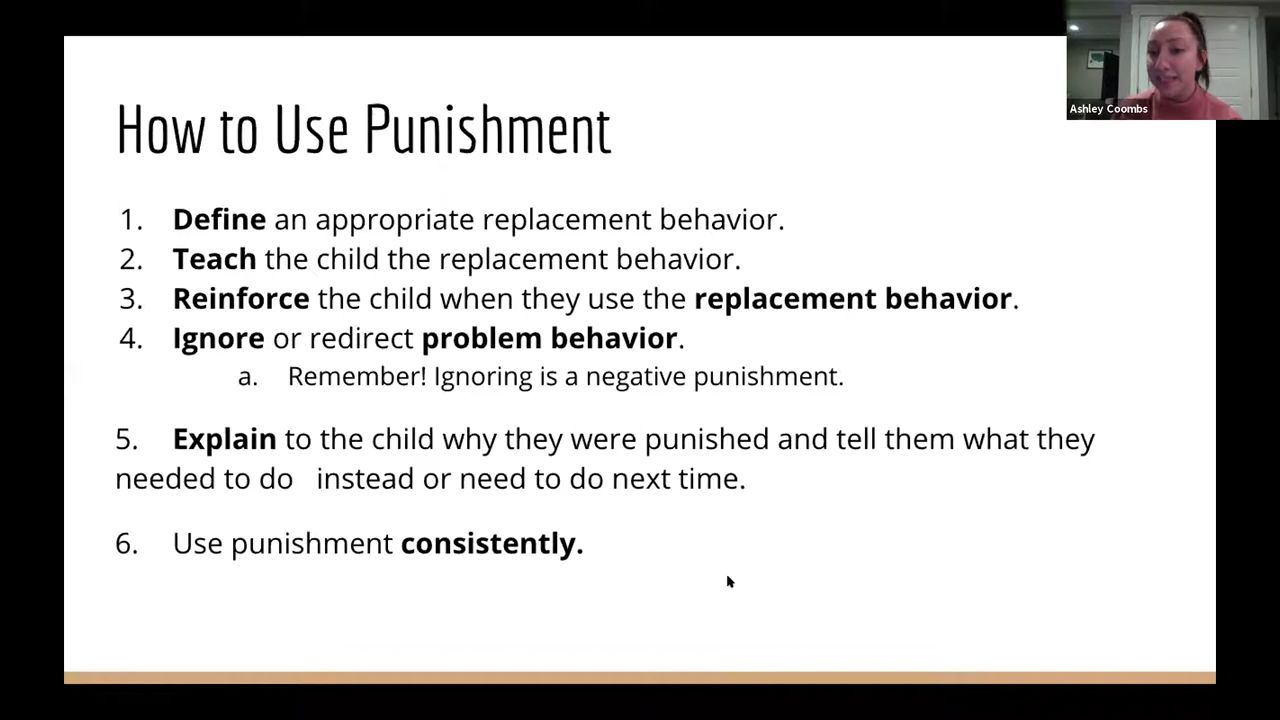 Ashley Coombs
How to Use Punishment
1. Define an appropriate replacement behavior.
2. Teach the child the replacement behavior.
3. Reinforce the child when they use the replacement behavior.
4. Ignore or redirect problem behavior.
a. Remember! Ignoring is a negative punishment.
5. Explain to the child why they were punished and tell them what they
needed to do instead or need to do next time.
6. Use punishment consistently.